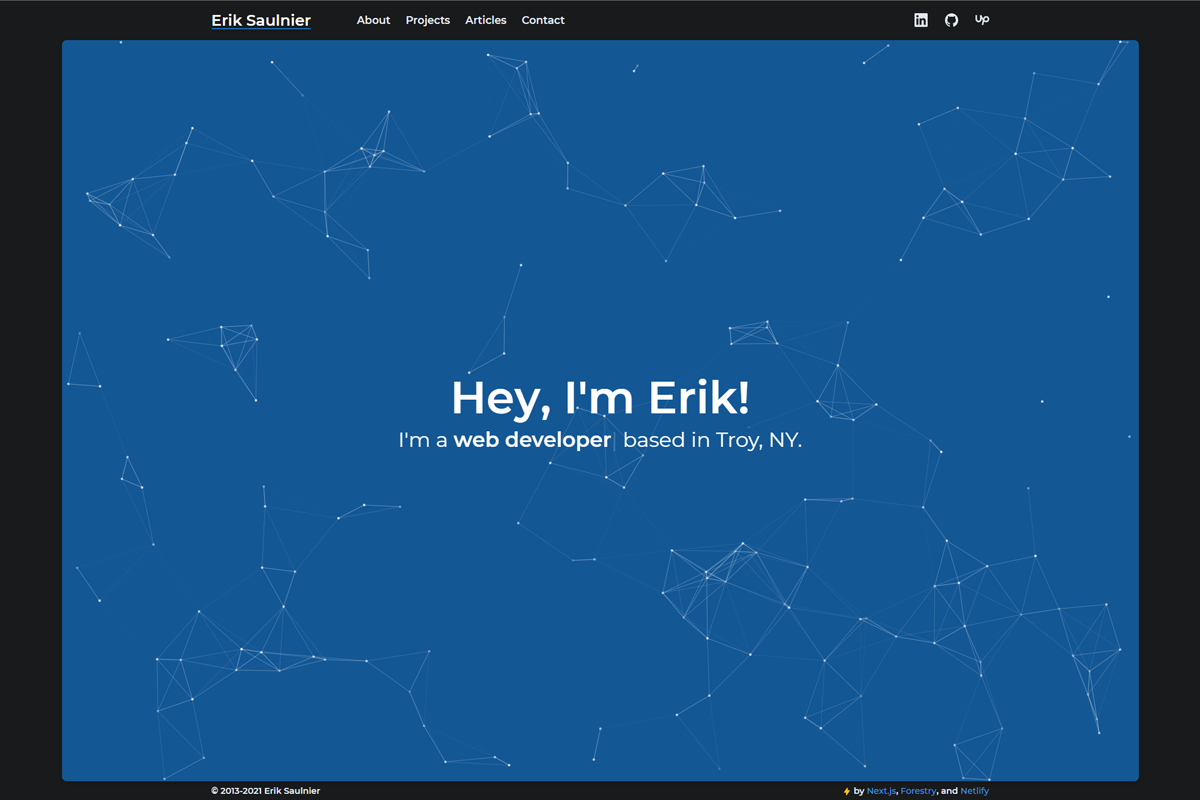 Erik Saulnier About Projects Articles Contact in Up
Hey, I'm Erik!
I'm a web developer| based in Troy, NY.
© 2013-2021 Erik Saulnier ⚡ by Next.js, Forestry, and Netlify